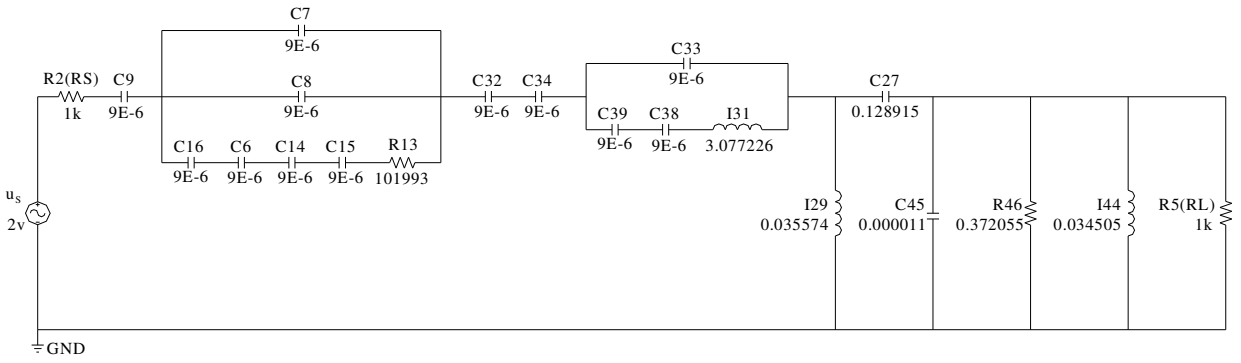 C7
9E-6
C33
9E-6
R2(RS)
1k
C9
9E-6
C8
9E-6
C32
9E-6
C34
9E-6
C27
0.128915
C39
9E-6
C38
9E-6
I31
3.077226
C16
9E-6
C6
9E-6
C14
9E-6
C15
9E-6
R13
101993
us
2v
I29
0.035574
C45
0.000011
R46
0.372055
I44
0.034505
R5(RL)
1k
GND